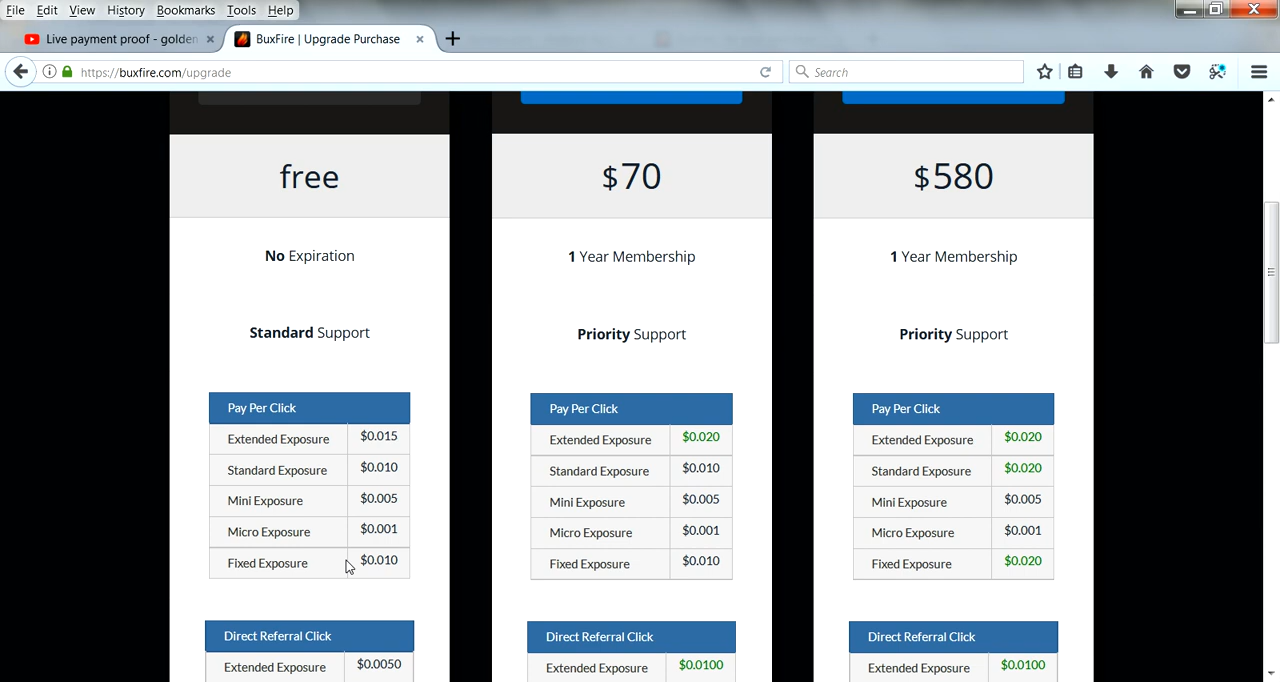 File Edit View History Bookmarks Tools Help
Live payment proof - golden
BuxFire | Upgrade Purchase
https://buxfire.com/upgrade
Search
free
$70
$580
No Expiration
1 Year Membership
1 Year Membership
Standard Support
Priority Support
Priority Support
Pay Per Click
Extended Exposure $0.015
Standard Exposure $0.010
Mini Exposure $0.005
Micro Exposure $0.001
Fixed Exposure $0.010
Pay Per Click
Extended Exposure $0.020
Standard Exposure $0.010
Mini Exposure $0.005
Micro Exposure $0.001
Fixed Exposure $0.010
Pay Per Click
Extended Exposure $0.020
Standard Exposure $0.020
Mini Exposure $0.005
Micro Exposure $0.001
Fixed Exposure $0.020
Direct Referral Click
Extended Exposure $0.0050
Direct Referral Click
Extended Exposure $0.0100
Direct Referral Click
Extended Exposure $0.0100